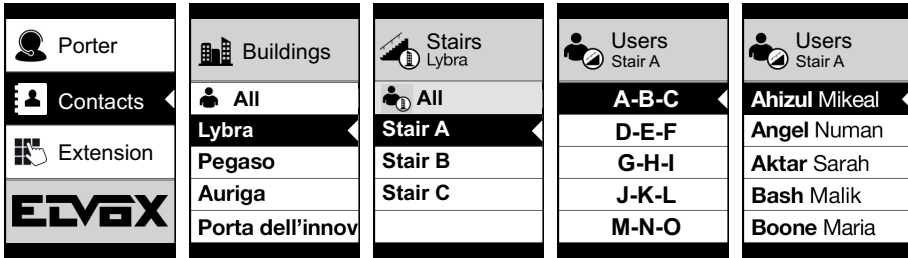 Porter
Contacts
Extension
ELVOX
Buildings
All
Lybra
Pegaso
Auriga
Porta dell'innov
Stairs
Lybra
All
Stair A
Stair B
Stair C
Users
Stair A
A-B-C
D-E-F
G-H-I
J-K-L
M-N-O
Users
Stair A
Ahizul Mikeal
Angel Numan
Aktar Sarah
Bash Malik
Boone Maria